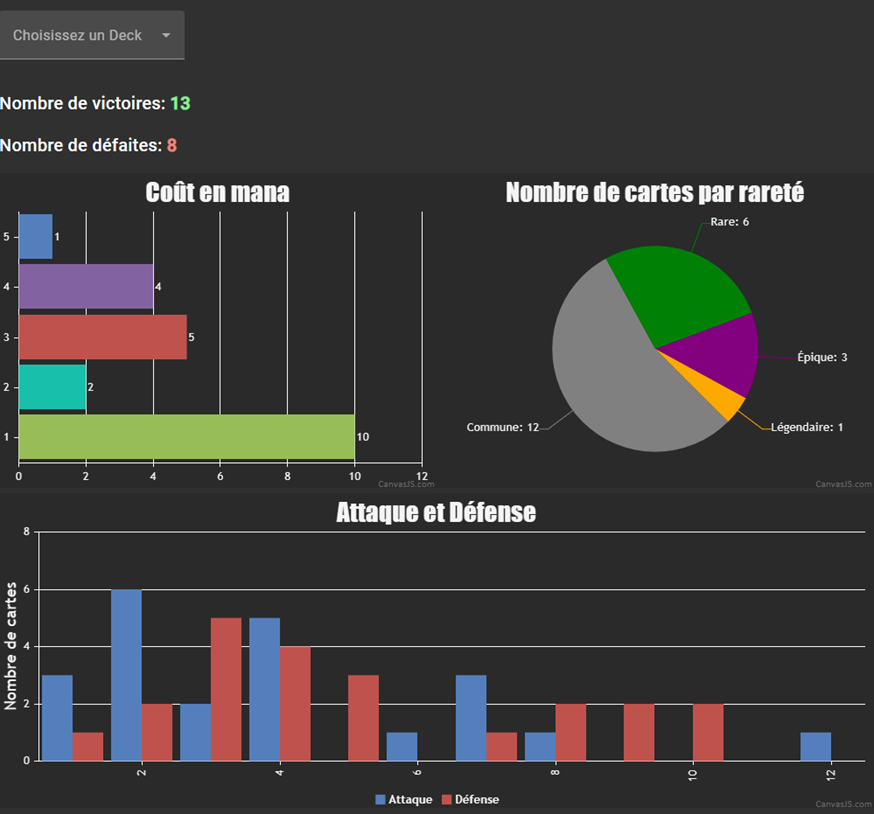 Choisissez un Deck
Nombre de victoires: 13
Nombre de défaites: 8
Coût en mana
5
1
4
4
3
5
2
2
1
10
0 2 4 6 8 10 12
CanvasJS.com
Nombre de cartes par rareté
Rare: 6
Épique: 3
Légendaire: 1
Commune: 12
CanvasJS.com
Attaque et Défense
Nombre de cartes
8
6
4
2
0
2 4 6 8 10 12
Attaque Défense
CanvasJS.com